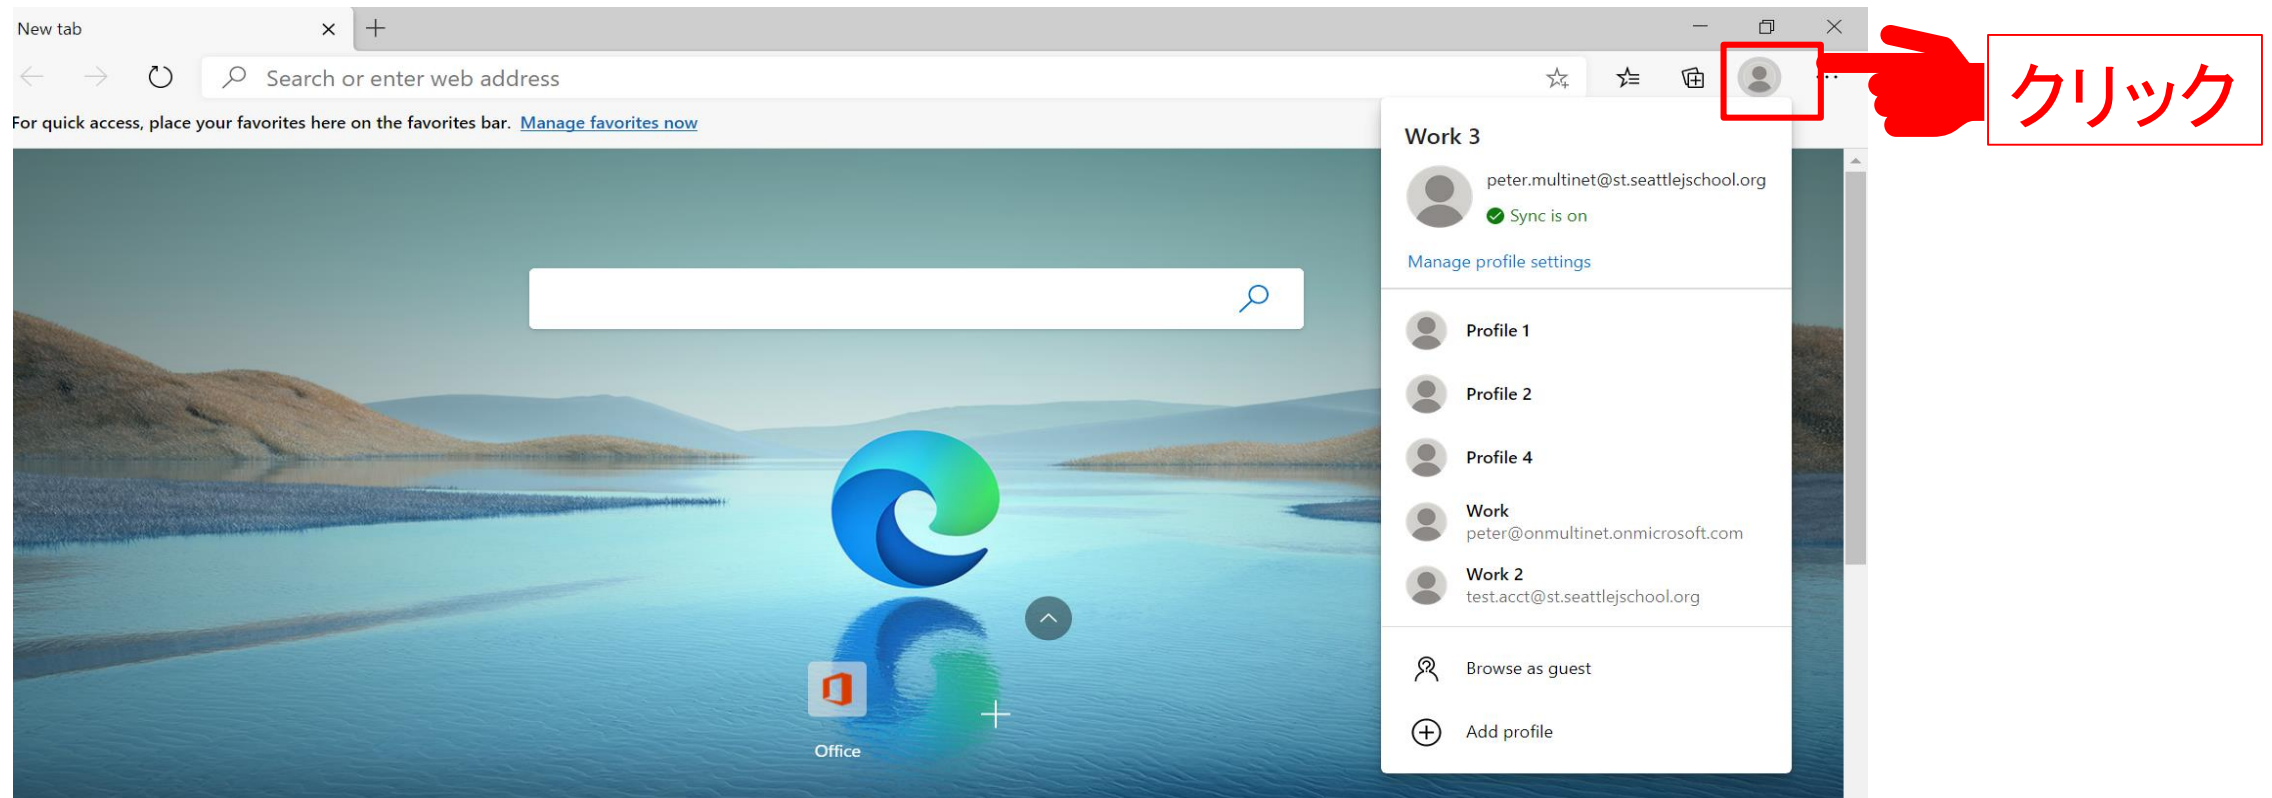 New tab
Search or enter web address
For quick access, place your favorites here on the favorites bar. Manage favorites now
クリック
Work 3
peter.multinet@st.seattlejschool.org
Sync is on
Manage profile settings
Profile 1
Profile 2
Profile 4
Work
peter@onmultinet.onmicrosoft.com
Work 2
test.acct@st.seattlejschool.org
Browse as guest
Add profile
Office